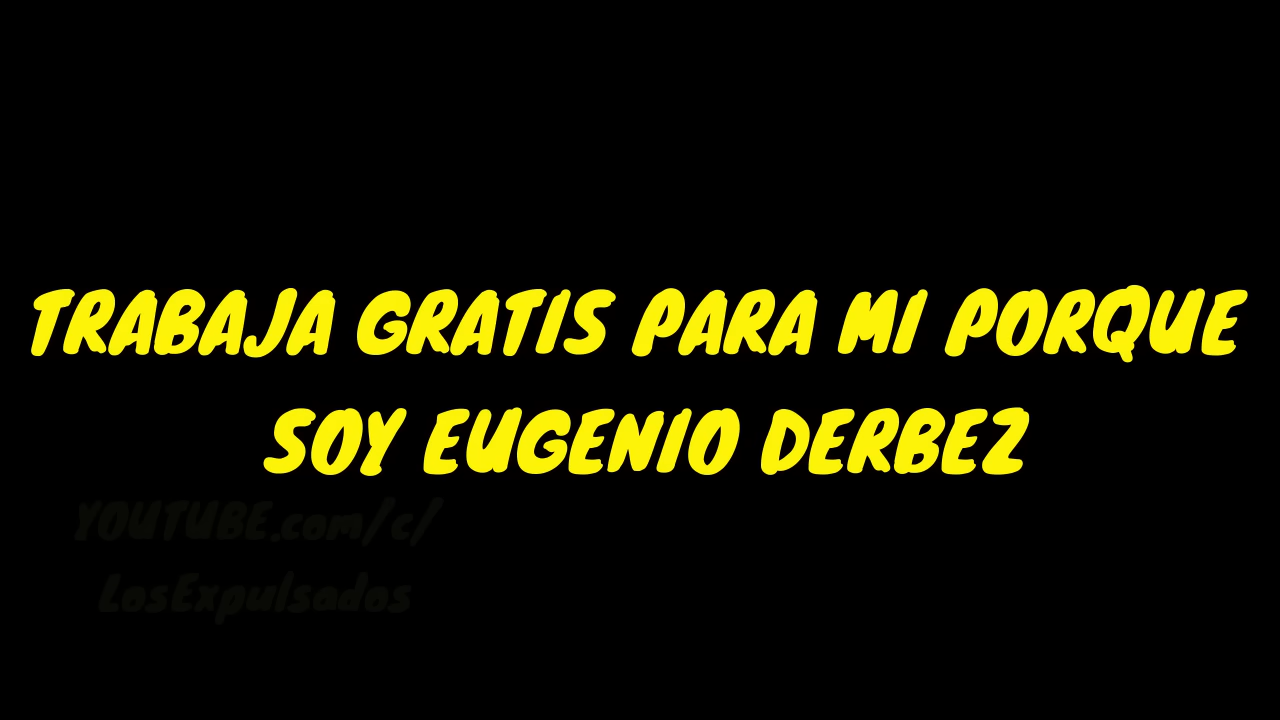 TRABAJA GRATIS PARA MI PORQUE
SOY EUGENIO DERBEZ
YOUTUBE.com/c/
LosExpulsados